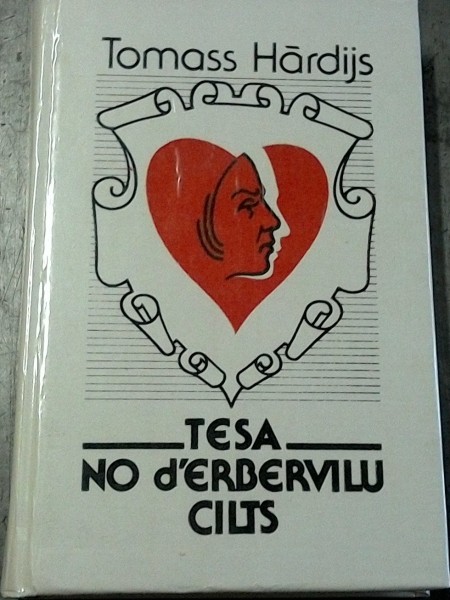 Tomass Hārdijs
TESA
NO d'ERBERVILU
CILTS